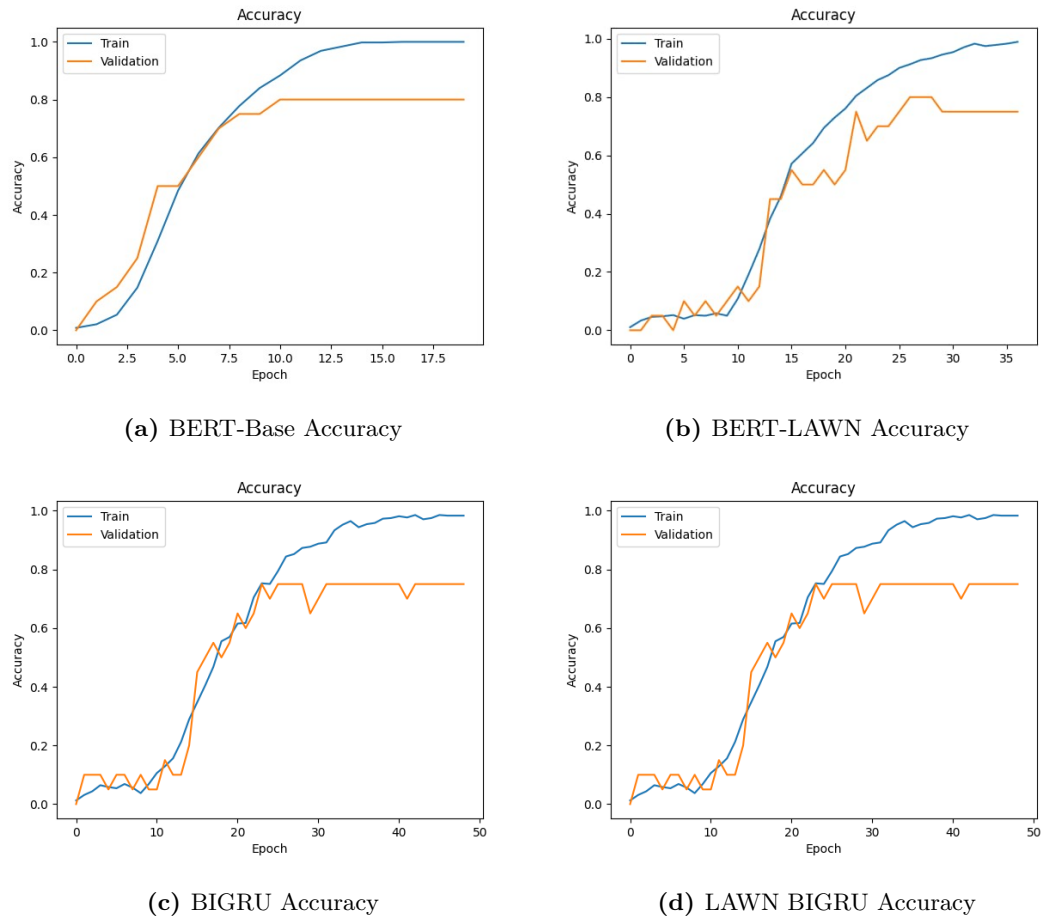 Accuracy
Train
Validation
1.0
0.8
0.6
0.4
0.2
0.0
Accuracy
0.0 2.5 5.0 7.5 10.0 12.5 15.0 17.5
Epoch
(a) BERT-Base Accuracy
Accuracy
Train
Validation
1.0
0.8
0.6
0.4
0.2
0.0
Accuracy
0 5 10 15 20 25 30 35
Epoch
(b) BERT-LAWN Accuracy
Accuracy
Train
Validation
1.0
0.8
0.6
0.4
0.2
0.0
Accuracy
0 10 20 30 40 50
Epoch
(c) BIGRU Accuracy
Accuracy
Train
Validation
1.0
0.8
0.6
0.4
0.2
0.0
Accuracy
0 10 20 30 40 50
Epoch
(d) LAWN BIGRU Accuracy